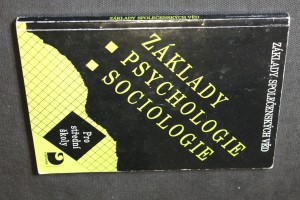 ZÁKLADY SPOLEČENSKÝCH VĚD
ZÁKLADY
PSYCHOLOGIE
SOCIOLOGIE
Pro
střední
školy
ZÁKLADY SPOLEČENSKÝCH VĚD